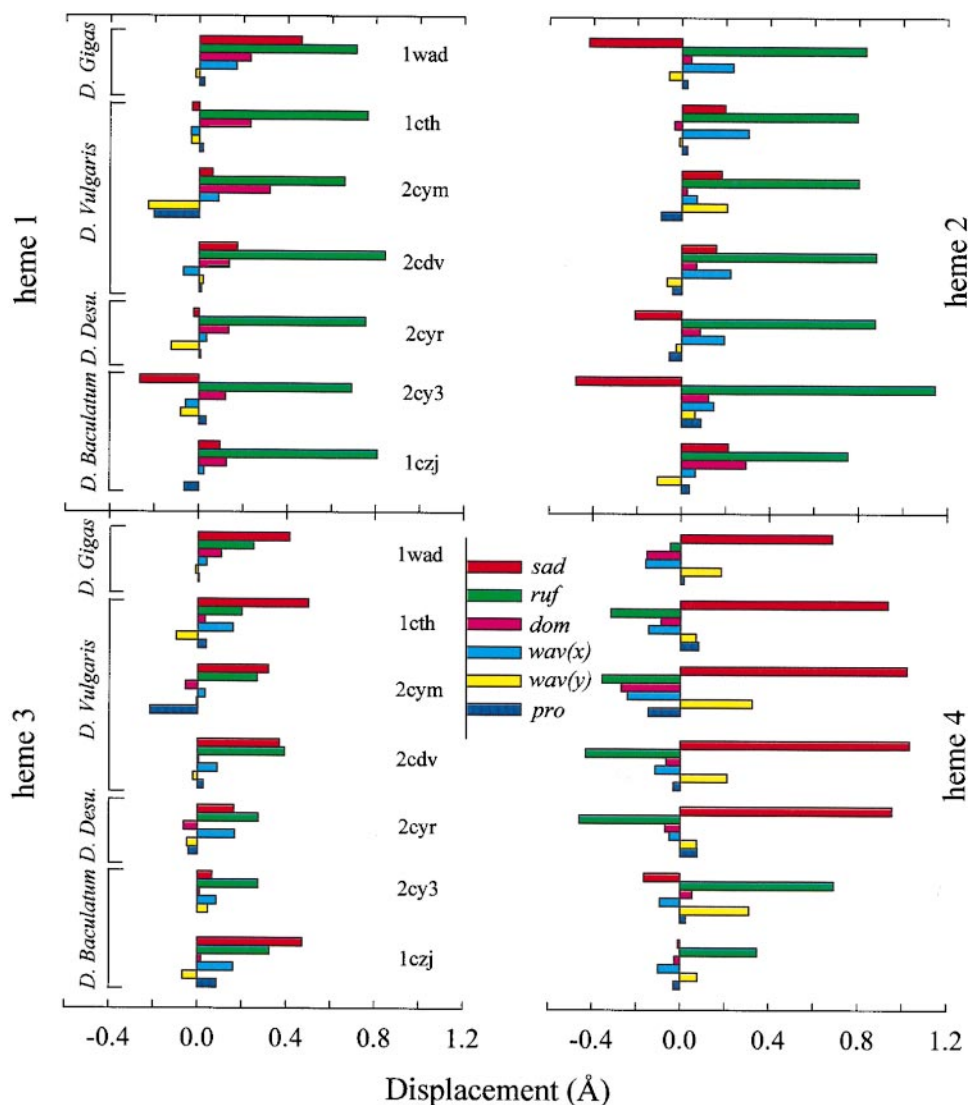 heme 1
D. Gigas
1wad
D. Vulgaris
1cth
2cym
2cdv
D. Desu.
2cyr
D. Baculatum
2cy3
1czj
heme 2
heme 3
D. Gigas
1wad
D. Vulgaris
1cth
2cym
2cdv
D. Desu.
2cyr
D. Baculatum
2cy3
1czj
sad
ruf
dom
wav(x)
wav(y)
pro
heme 4
-0.4 0.0 0.4 0.8 1.2
-0.4 0.0 0.4 0.8 1.2
Displacement (Å)